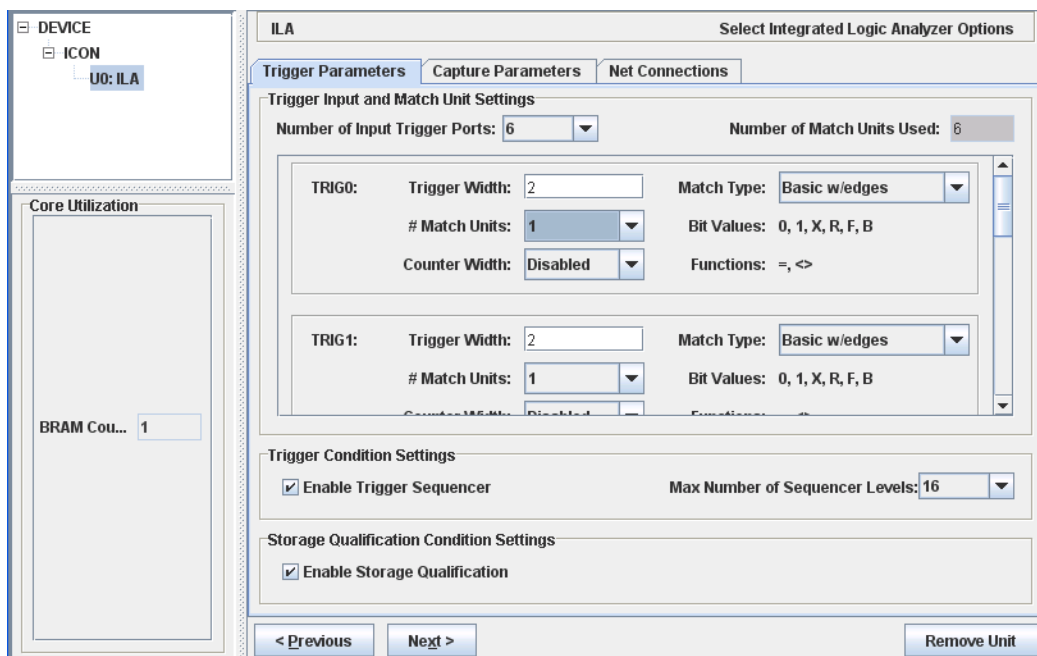 DEVICE
ICON
U0: ILA
Core Utilization
BRAM Cou... 1
ILA Select Integrated Logic Analyzer Options
Trigger Parameters Capture Parameters Net Connections
Trigger Input and Match Unit Settings
Number of Input Trigger Ports: 6 Number of Match Units Used: 6
TRIG0: Trigger Width: 2 Match Type: Basic w/edges
# Match Units: 1 Bit Values: 0, 1, X, R, F, B
Counter Width: Disabled Functions: =, <>
TRIG1: Trigger Width: 2 Match Type: Basic w/edges
# Match Units: 1 Bit Values: 0, 1, X, R, F, B
Counter Width: Disabled Functions: =, <>
Trigger Condition Settings
Enable Trigger Sequencer Max Number of Sequencer Levels: 16
Storage Qualification Condition Settings
Enable Storage Qualification
< Previous Next > Remove Unit